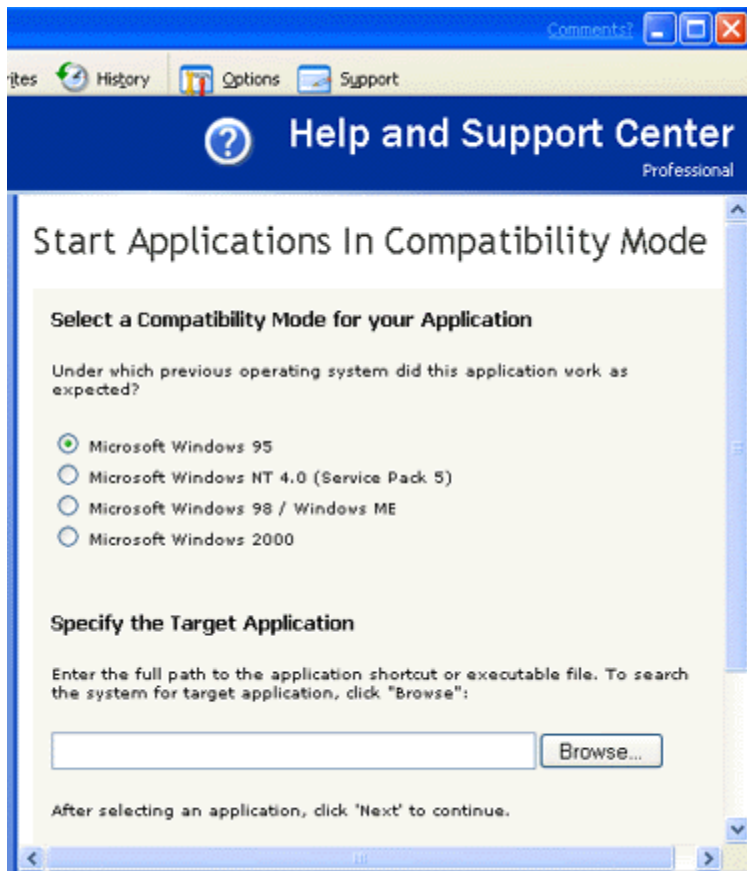 Comments?
ites History Options Support
Help and Support Center
Professional
Start Applications In Compatibility Mode
Select a Compatibility Mode for your Application
Under which previous operating system did this application work as
expected?
Microsoft Windows 95
Microsoft Windows NT 4.0 (Service Pack 5)
Microsoft Windows 98 / Windows ME
Microsoft Windows 2000
Specify the Target Application
Enter the full path to the application shortcut or executable file. To search
the system for target application, click "Browse":
Browse...
After selecting an application, click 'Next' to continue.